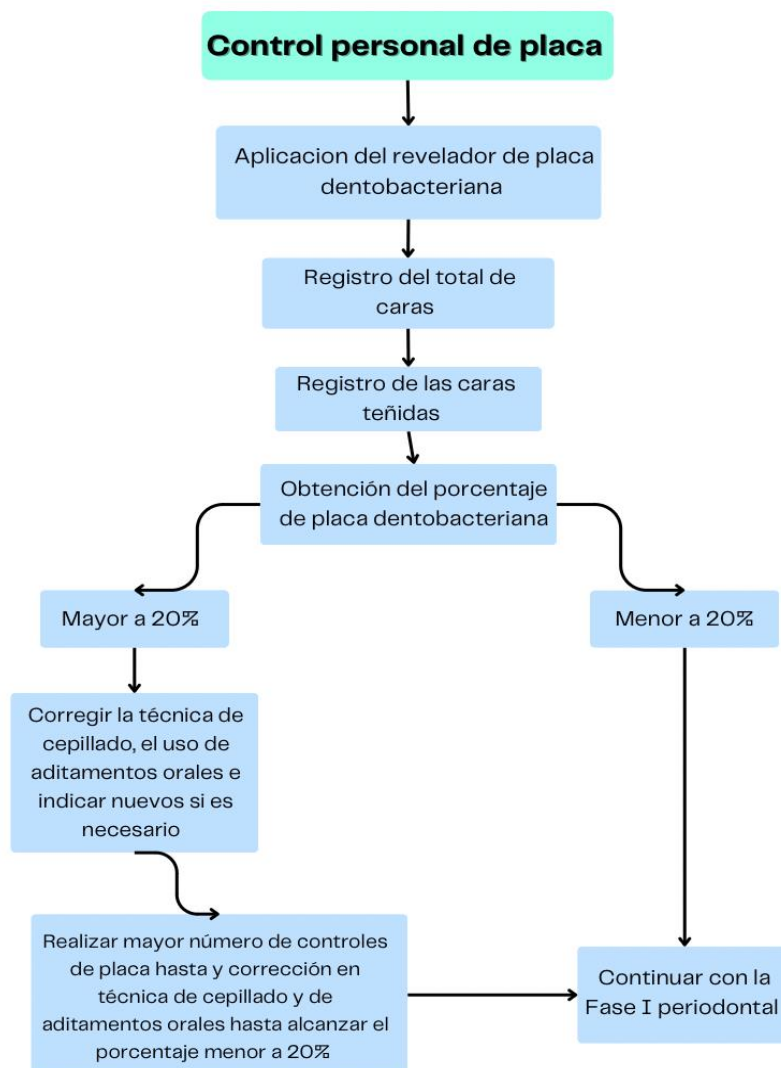 Control personal de placa
Aplicacion del revelador de placa
dentobacteriana
Registro del total de
caras
Registro de las caras
teñidas
Obtención del porcentaje
de placa dentobacteriana
Mayor a 20%
Menor a 20%
Corregir la técnica de
cepillado, el uso de
aditamentos orales e
indicar nuevos si es
necesario
Realizar mayor número de controles
de placa hasta y corrección en
técnica de cepillado y de
aditamentos orales hasta alcanzar el
porcentaje menor a 20%
Continuar con la
Fase I periodontal